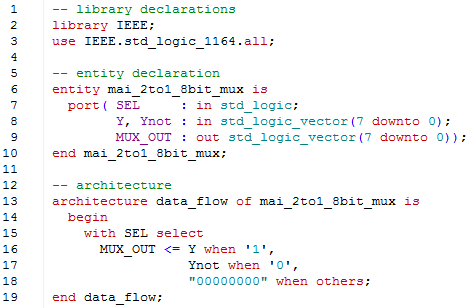 1 -- library declarations
2 library IEEE;
3 use IEEE.std_logic_1164.all;
4
5 -- entity declaration
6 entity mai_2to1_8bit_mux is
7 port( SEL : in std_logic;
8 Y, Ynot : in std_logic_vector(7 downto 0);
9 MUX_OUT : out std_logic_vector(7 downto 0));
10 end mai_2to1_8bit_mux;
11
12 -- architecture
13 architecture data_flow of mai_2to1_8bit_mux is
14 begin
15 with SEL select
16 MUX_OUT <= Y when '1',
17 Ynot when '0',
18 "00000000" when others;
19 end data_flow;